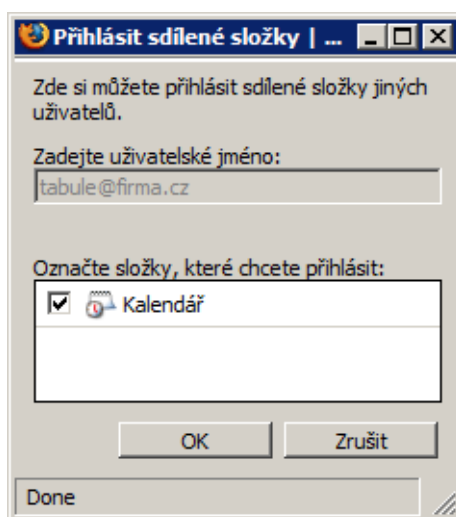 Přihlásit sdílené složky | ...
Zde si můžete přihlásit sdílené složky jiných
uživatelů.
Zadejte uživatelské jméno:
tabule@firma.cz
Označte složky, které chcete přihlásit:
Kalendář
OK
Zrušit
Done